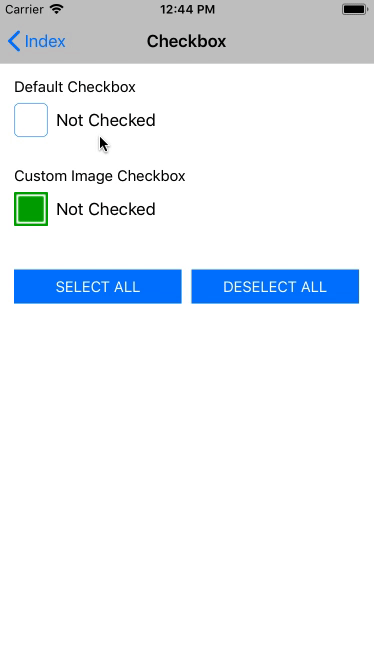 Carrier 12:44 PM
Index Checkbox
Default Checkbox
Not Checked
Custom Image Checkbox
Not Checked
SELECT ALL DESELECT ALL